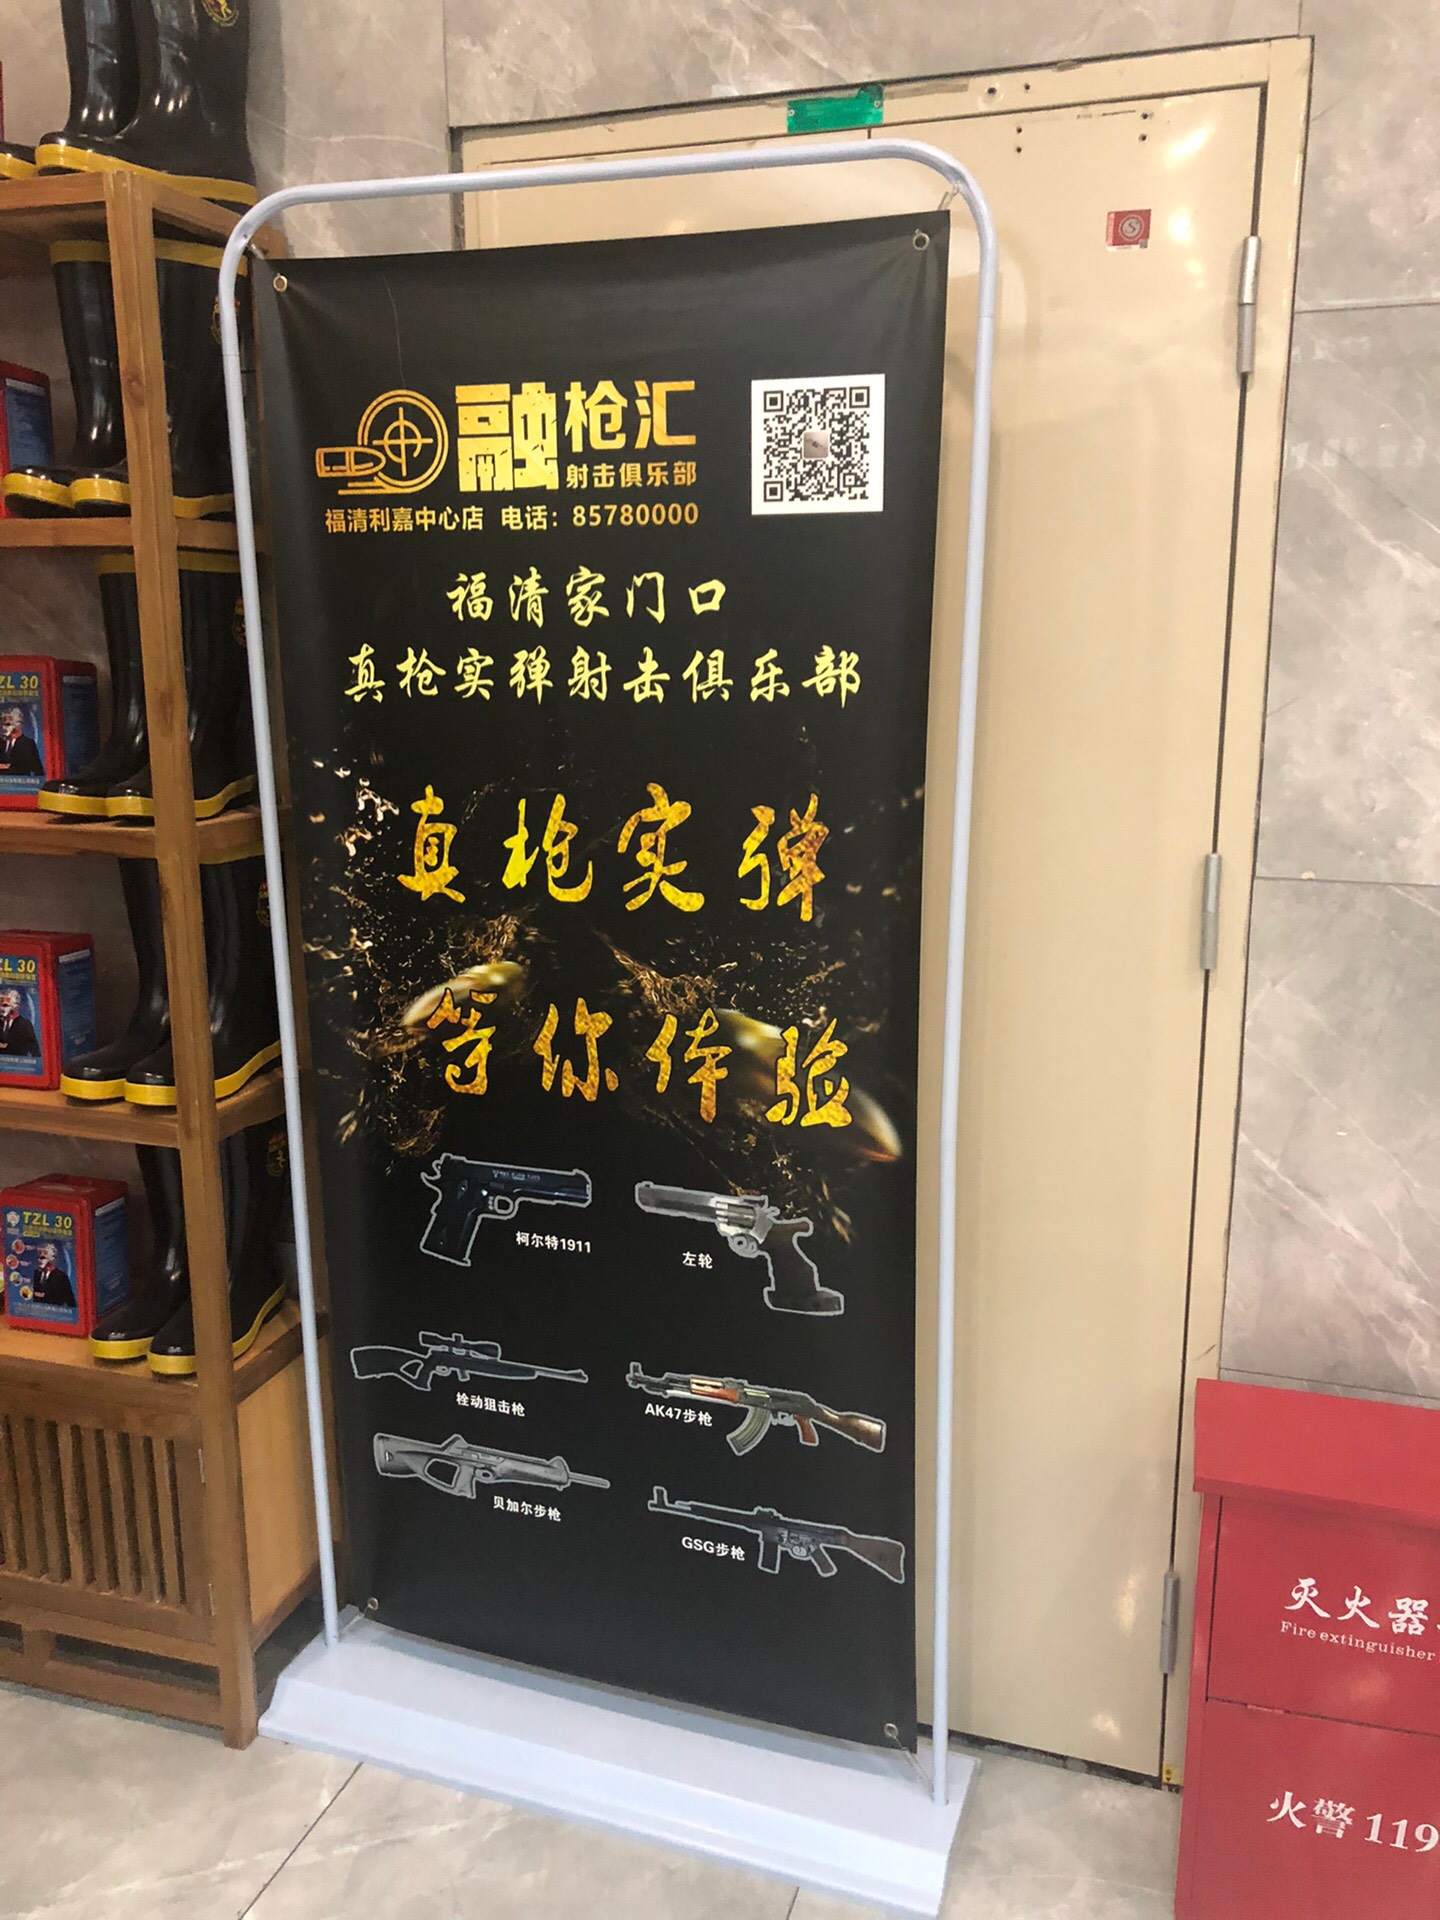 融枪汇
射击俱乐部
福清利嘉中心店 电话：85780000
福清家门口
真枪实弹射击俱乐部
真枪实弹
等你体验
柯尔特1911
左轮
栓动狙击枪
AK47步枪
贝加尔步枪
GSG步枪
TZL 30
灭火器
Fire extinguisher
火警 119